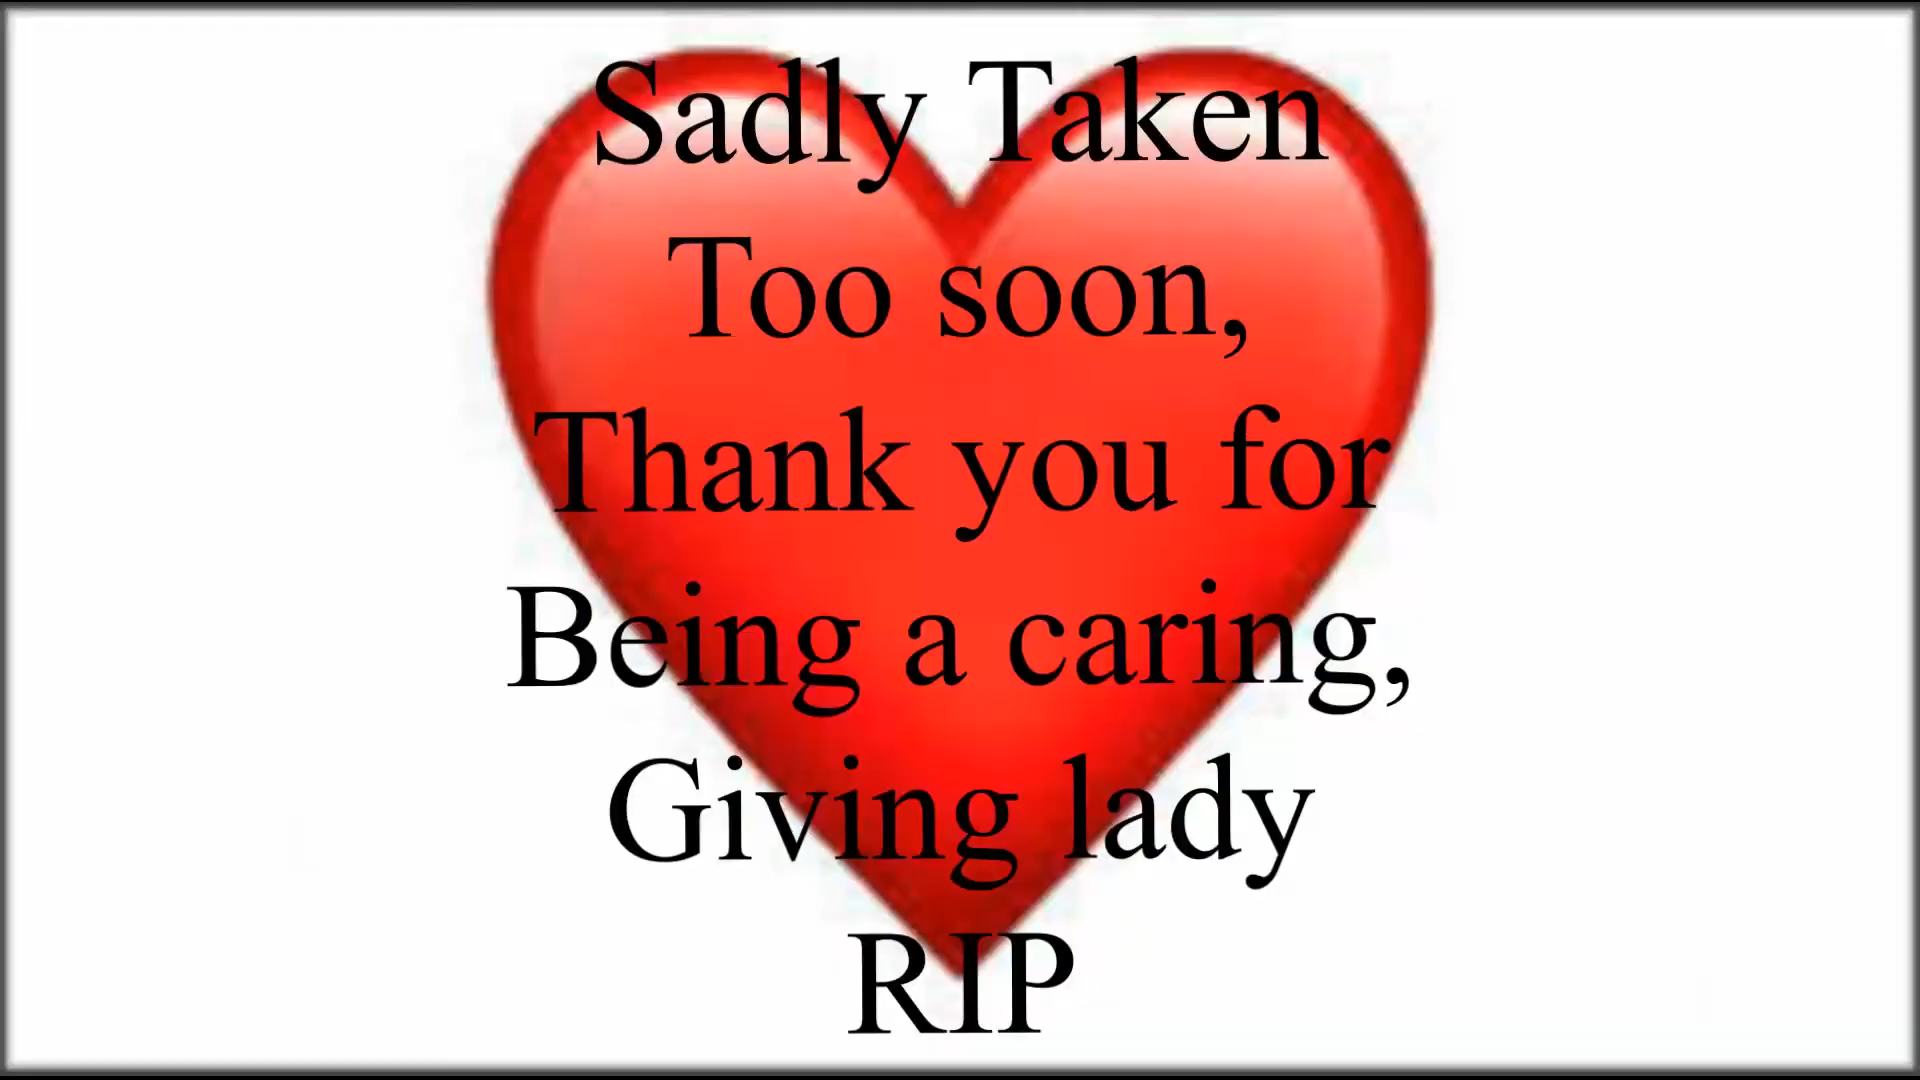 Sadly Taken
Too soon,
Thank you for
Being a caring,
Giving lady
RIP